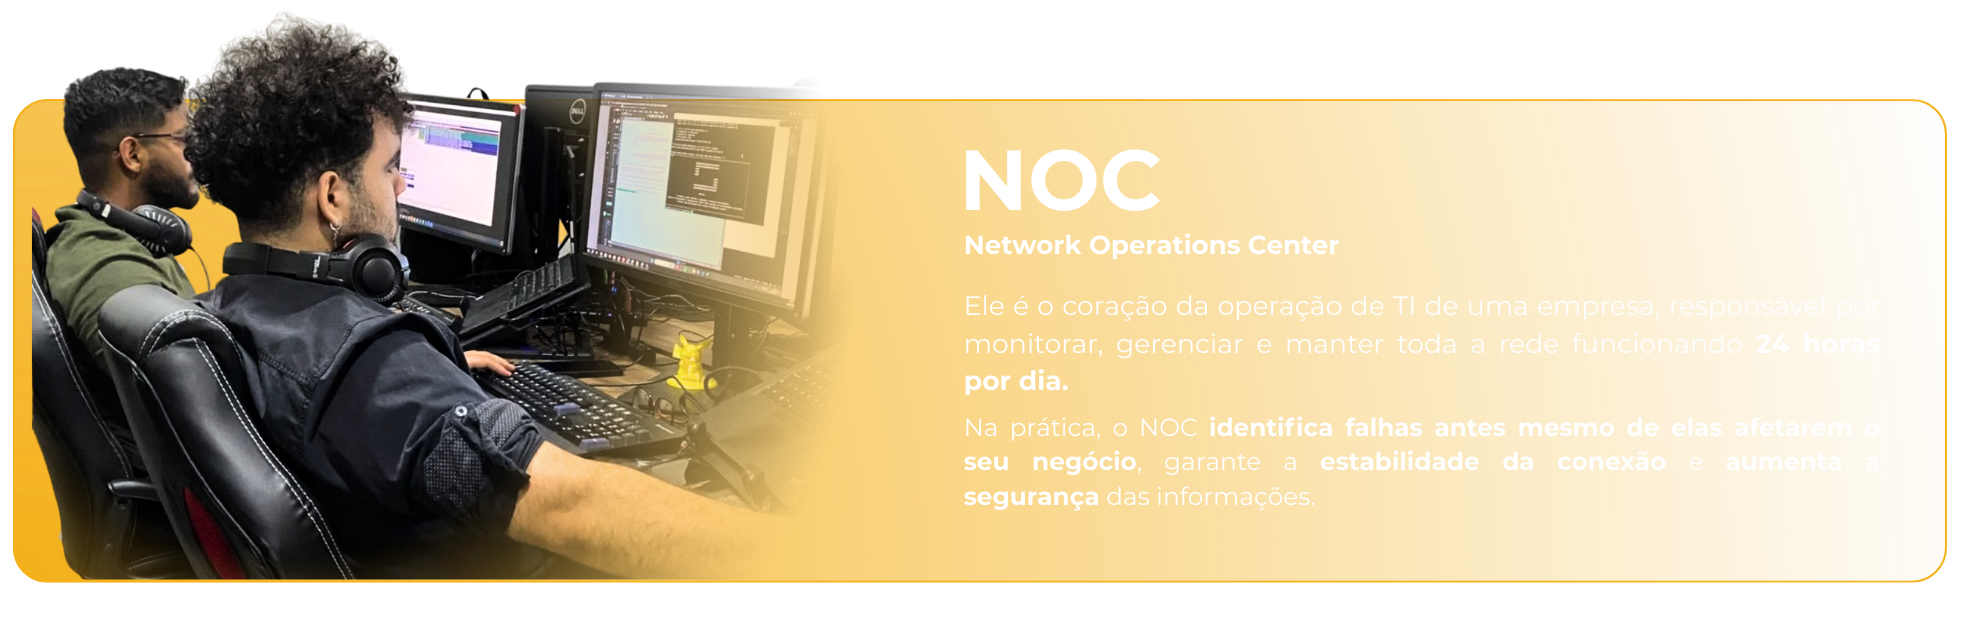 NOC
Network Operations Center
Ele é o coração da operação de TI de uma empresa, responsável por
monitorar, gerenciar e manter toda a rede funcionando 24 horas
por dia.
Na prática, o NOC identifica falhas antes mesmo de elas afetarem o
seu negócio, garante a estabilidade da conexão e aumenta a
segurança das informações.
DELL